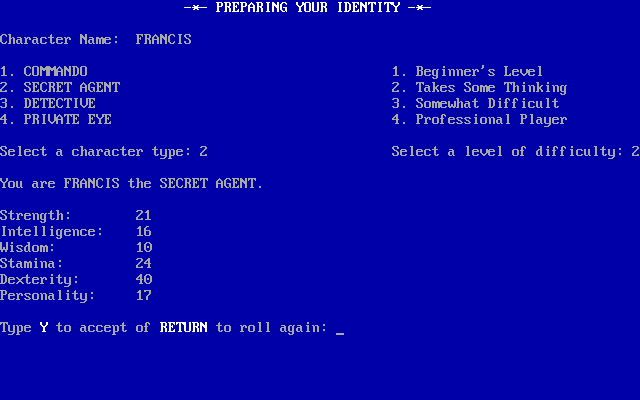 -*- PREPARING YOUR IDENTITY -*-
Character Name: FRANCIS
1. COMMANDO 1. Beginner's Level
2. SECRET AGENT 2. Takes Some Thinking
3. DETECTIVE 3. Somewhat Difficult
4. PRIVATE EYE 4. Professional Player
Select a character type: 2 Select a level of difficulty: 2
You are FRANCIS the SECRET AGENT.
Strength: 21
Intelligence: 16
Wisdom: 10
Stamina: 24
Dexterity: 40
Personality: 17
Type Y to accept of RETURN to roll again: _